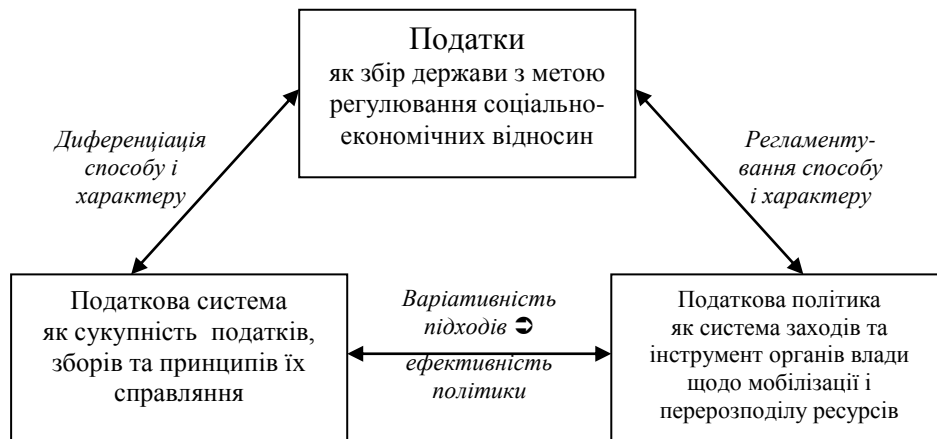 Податки
як збір держави з метою
регулювання соціально-
економічних відносин
Диференціація
способу і
характеру
Регламенту-
вання способу
і характеру
Податкова система
як сукупність податків,
зборів та принципів їх
справляння
Варіативність
підходів ➲
ефективність
політики
Податкова політика
як система заходів та
інструмент органів влади
щодо мобілізації і
перерозподілу ресурсів